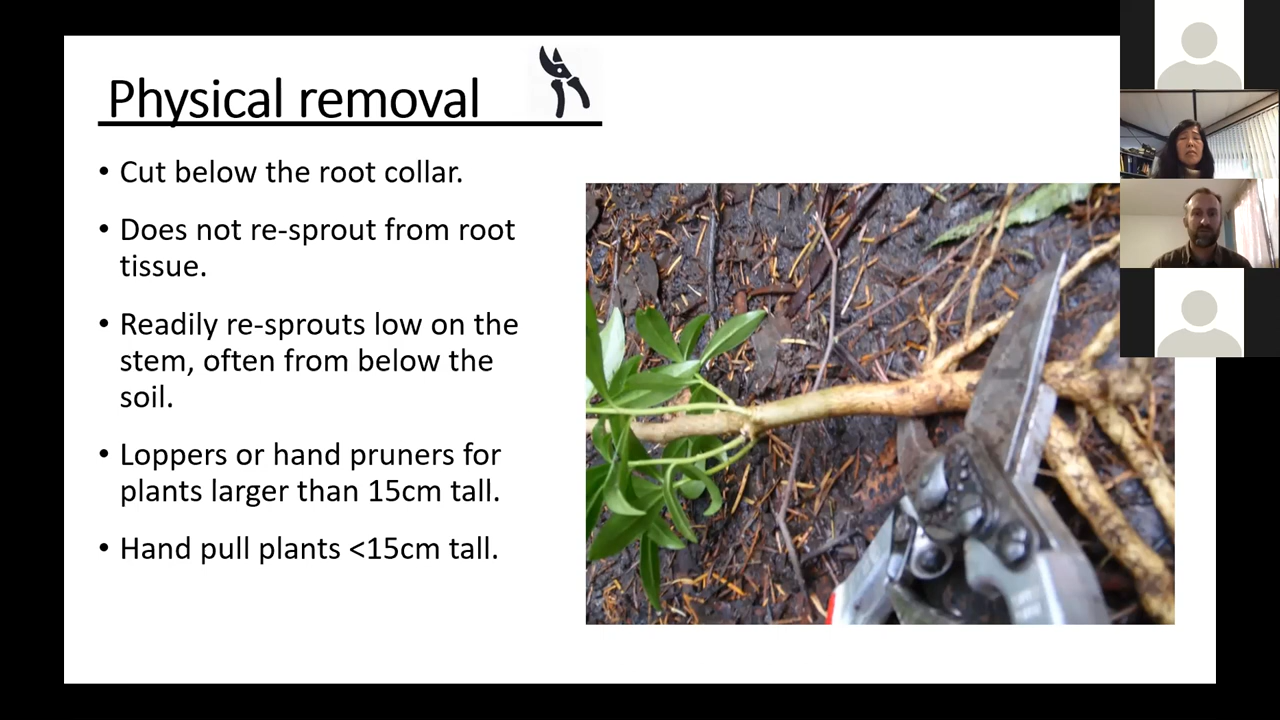 Physical removal
• Cut below the root collar.
• Does not re-sprout from root
tissue.
• Readily re-sprouts low on the
stem, often from below the
soil.
• Loppers or hand pruners for
plants larger than 15cm tall.
• Hand pull plants <15cm tall.